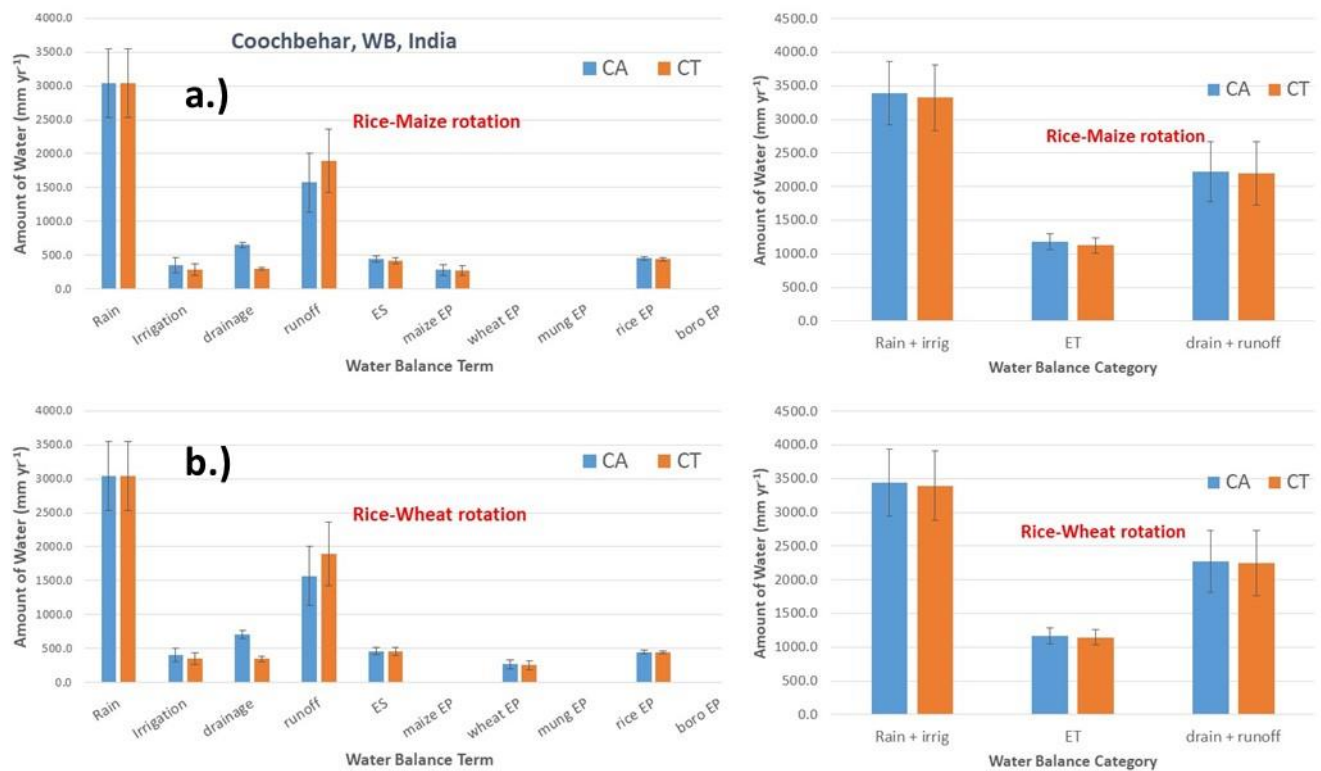 Coochbehar, WB, India
a.)
CA CT
Rice-Maize rotation
Amount of Water (mm yr⁻¹)
4000.0
3500.0
3000.0
2500.0
2000.0
1500.0
1000.0
500.0
0.0
Rain Irrigation drainage runoff ES maize EP wheat EP mung EP rice EP boro EP
Water Balance Term
CA CT
Rice-Maize rotation
Amount of Water (mm yr⁻¹)
4500.0
4000.0
3500.0
3000.0
2500.0
2000.0
1500.0
1000.0
500.0
0.0
Rain + irrig ET drain + runoff
Water Balance Category
b.)
CA CT
Rice-Wheat rotation
Amount of Water (mm yr⁻¹)
4000.0
3500.0
3000.0
2500.0
2000.0
1500.0
1000.0
500.0
0.0
Rain Irrigation drainage runoff ES maize EP wheat EP mung EP rice EP boro EP
Water Balance Term
CA CT
Rice-Wheat rotation
Amount of Water (mm yr⁻¹)
4500.0
4000.0
3500.0
3000.0
2500.0
2000.0
1500.0
1000.0
500.0
0.0
Rain + irrig ET drain + runoff
Water Balance Category